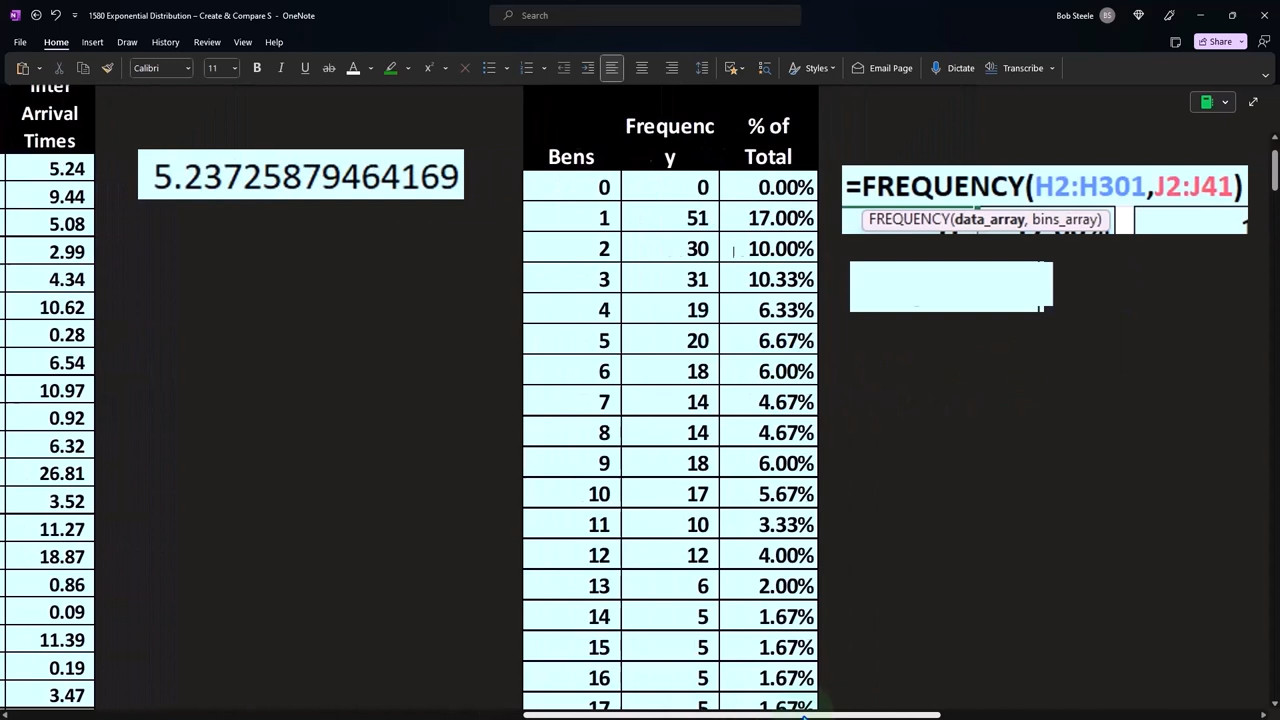 1580 Exponential Distribution – Create & Compare S - OneNote
Search
Bob Steele
BS
File Home Insert Draw History Review View Help
Share
Calibri 11 B I U ab A x Styles Email Page Dictate Transcribe
Inter
Arrival
Times
5.24
9.44
5.08
2.99
4.34
10.62
0.28
6.54
10.97
0.92
6.32
26.81
3.52
11.27
18.87
0.86
0.09
11.39
0.19
3.47
5.23725879464169
Bens Frequenc y % of Total
0 0 0.00%
1 51 17.00%
2 30 10.00%
3 31 10.33%
4 19 6.33%
5 20 6.67%
6 18 6.00%
7 14 4.67%
8 14 4.67%
9 18 6.00%
10 17 5.67%
11 10 3.33%
12 12 4.00%
13 6 2.00%
14 5 1.67%
15 5 1.67%
16 5 1.67%
17 5 1.67%
=FREQUENCY(H2:H301,J2:J41)
FREQUENCY(data_array, bins_array)